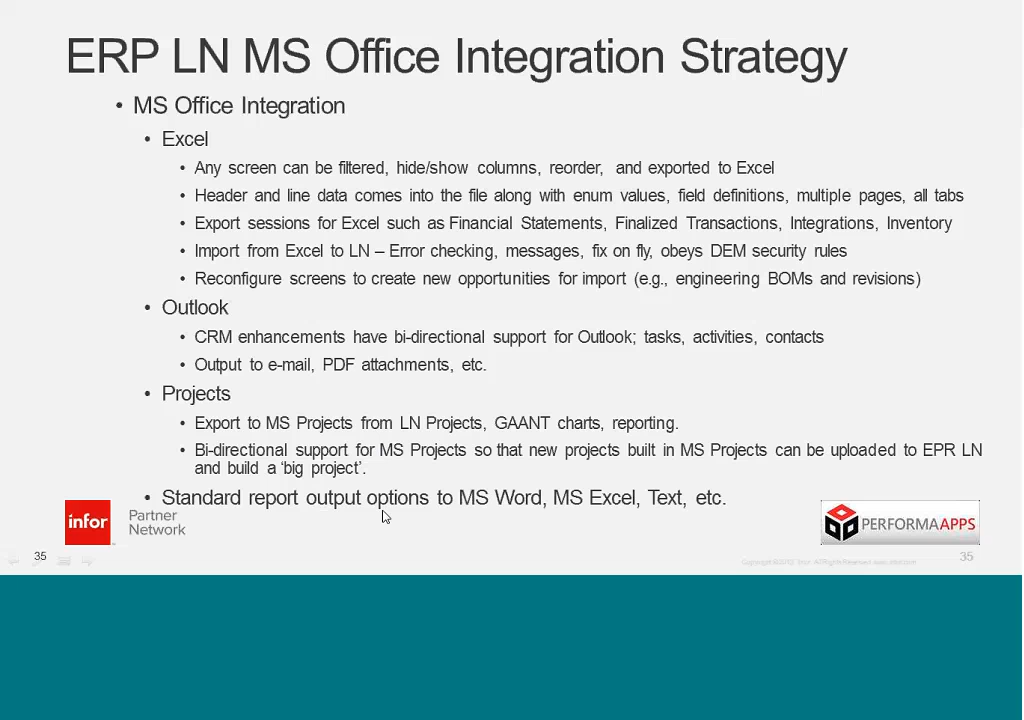 ERP LN MS Office Integration Strategy
• MS Office Integration
• Excel
• Any screen can be filtered, hide/show columns, reorder, and exported to Excel
• Header and line data comes into the file along with enum values, field definitions, multiple pages, all tabs
• Export sessions for Excel such as Financial Statements, Finalized Transactions, Integrations, Inventory
• Import from Excel to LN – Error checking, messages, fix on fly, obeys DEM security rules
• Reconfigure screens to create new opportunities for import (e.g., engineering BOMs and revisions)
• Outlook
• CRM enhancements have bi-directional support for Outlook; tasks, activities, contacts
• Output to e-mail, PDF attachments, etc.
• Projects
• Export to MS Projects from LN Projects, GAANT charts, reporting.
• Bi-directional support for MS Projects so that new projects built in MS Projects can be uploaded to EPR LN
and build a ‘big project’.
• Standard report output options to MS Word, MS Excel, Text, etc.
infor
Partner
Network
PERFORMAAPPS
35
35